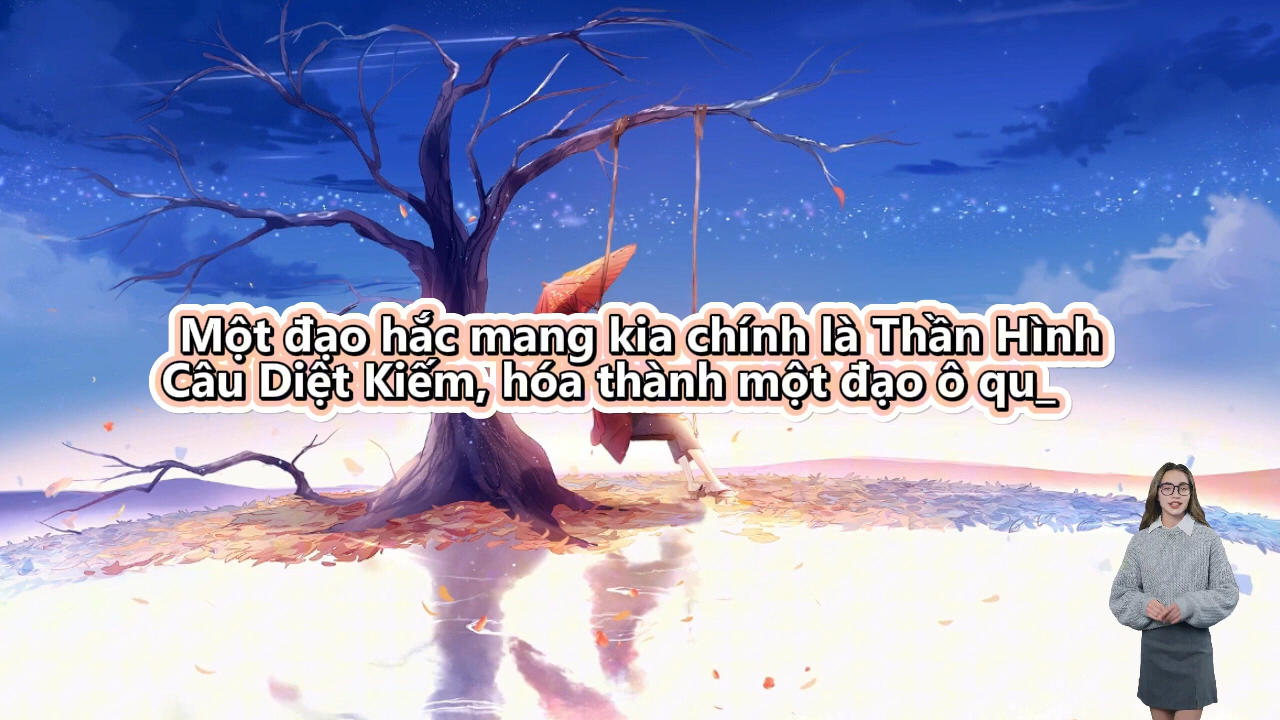 Một đạo hắc mang kia chính là Thần Hình
Câu Diệt Kiếm, hóa thành một đạo ô qu_